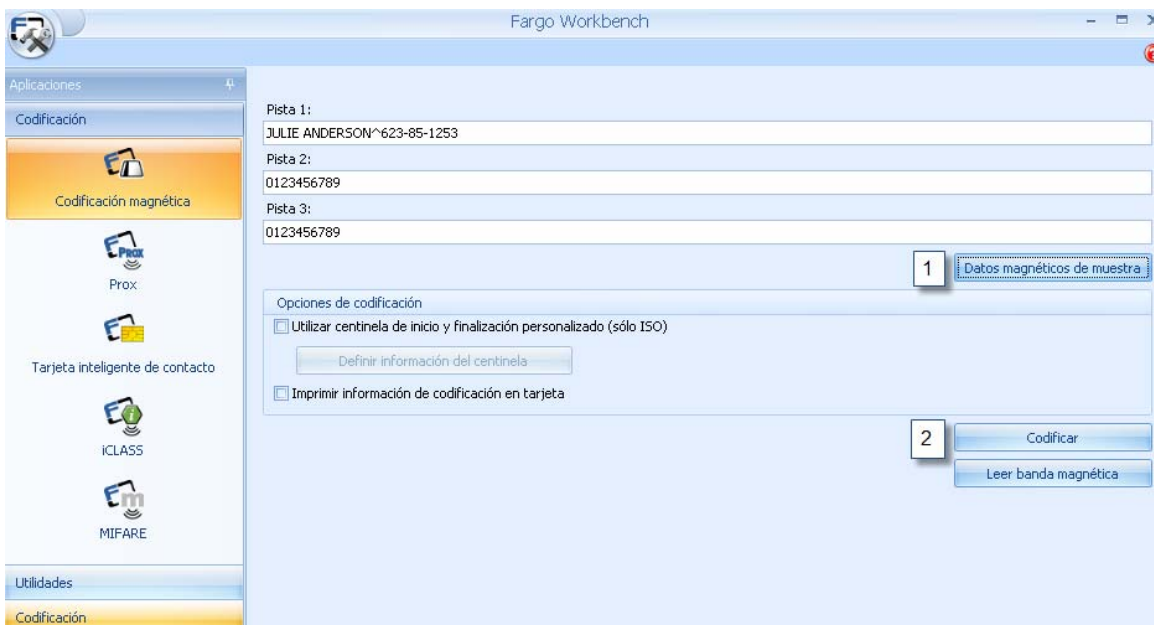 Fargo Workbench
Aplicaciones
Codificación
Codificación magnética
PROX
Prox
Tarjeta inteligente de contacto
iCLASS
MIFARE
Utilidades
Codificación
Pista 1:
JULIE ANDERSON^623-85-1253
Pista 2:
0123456789
Pista 3:
0123456789
1
Datos magnéticos de muestra
Opciones de codificación
Utilizar centinela de inicio y finalización personalizado (sólo ISO)
Definir información del centinela
Imprimir información de codificación en tarjeta
2
Codificar
Leer banda magnética